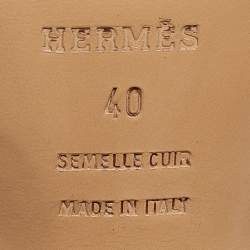 HERMÈS
40
SEMELLE CUIR
MADE IN ITALY